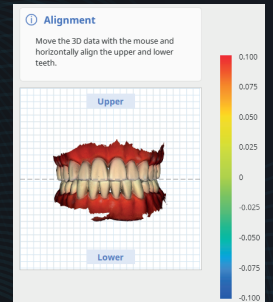 Alignment
Move the 3D data with the mouse and
horizontally align the upper and lower
teeth.
Upper
Lower
0.100
0.075
0.050
0.025
0
-0.025
-0.050
-0.075
-0.100